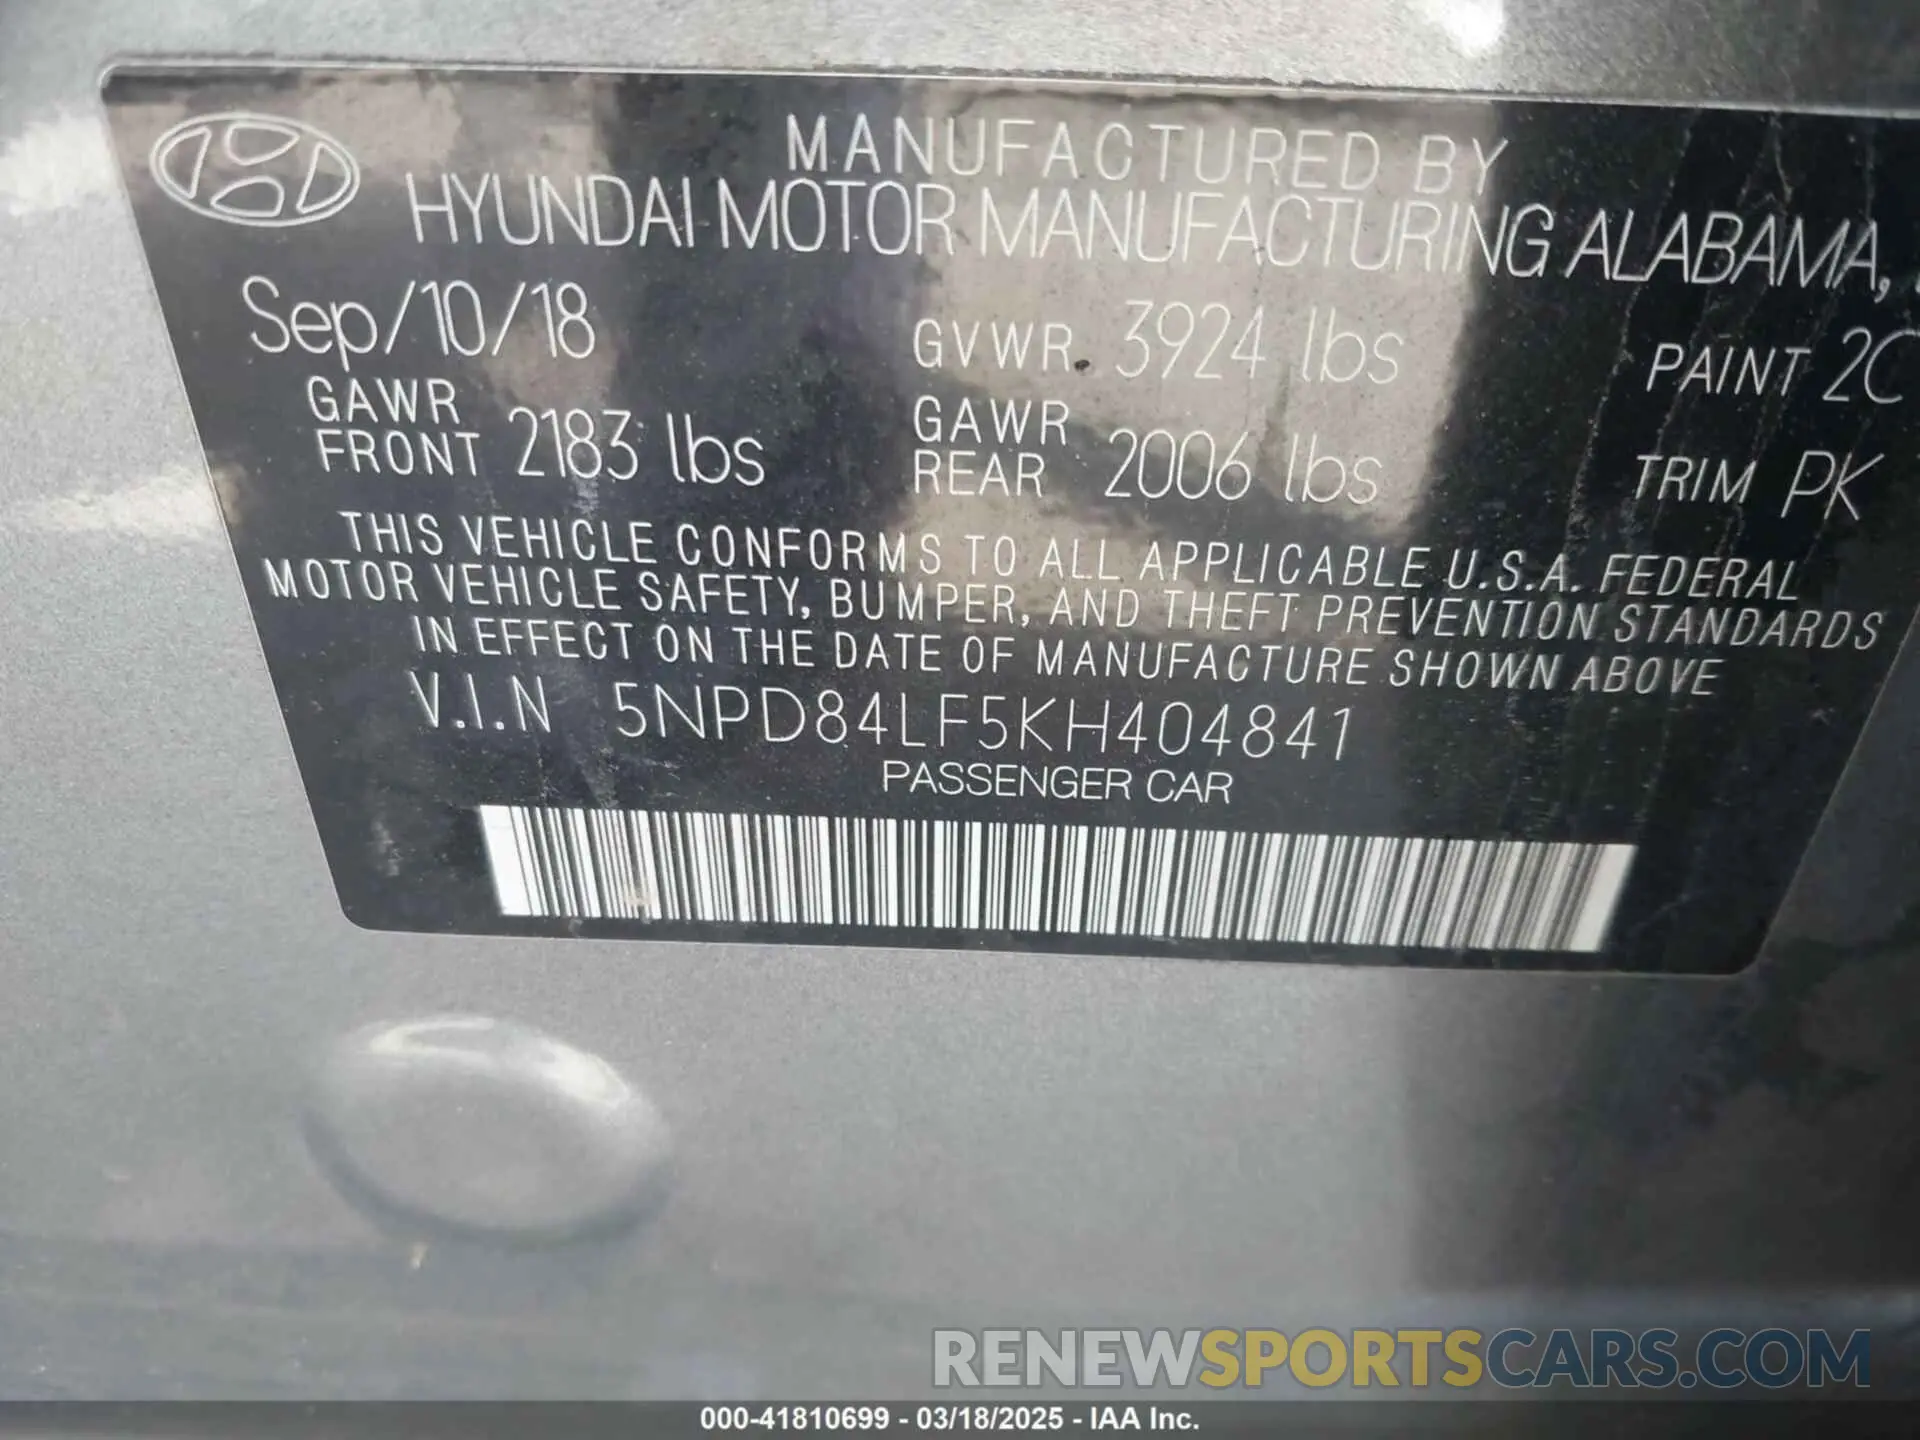 MANUFACTURED BY
HYUNDAI MOTOR MANUFACTURING ALABAMA,
Sep/10/18 GVWR 3924 lbs PAINT 2C
GAWR FRONT 2183 lbs GAWR REAR 2006 lbs TRIM PK
THIS VEHICLE CONFORMS TO ALL APPLICABLE U.S.A. FEDERAL
MOTOR VEHICLE SAFETY, BUMPER, AND THEFT PREVENTION STANDARDS
IN EFFECT ON THE DATE OF MANUFACTURE SHOWN ABOVE
V.I.N 5NPD84LF5KH404841
PASSENGER CAR
RENEWSPORTSCARS.COM
000-41810699 - 03/18/2025 - IAA Inc.